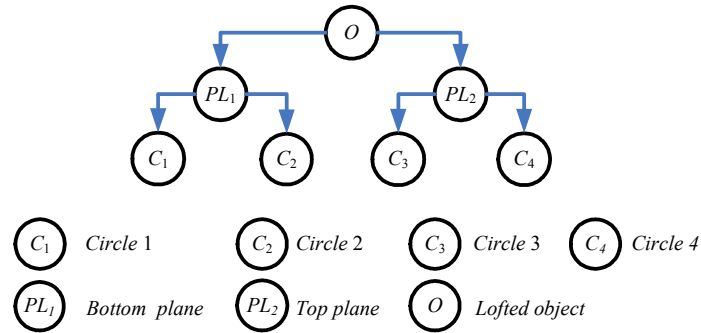 O
PL₁ PL₂
C₁ C₂ C₃ C₄
C₁ Circle 1 C₂ Circle 2 C₃ Circle 3 C₄ Circle 4
PL₁ Bottom plane PL₂ Top plane O Lofted object